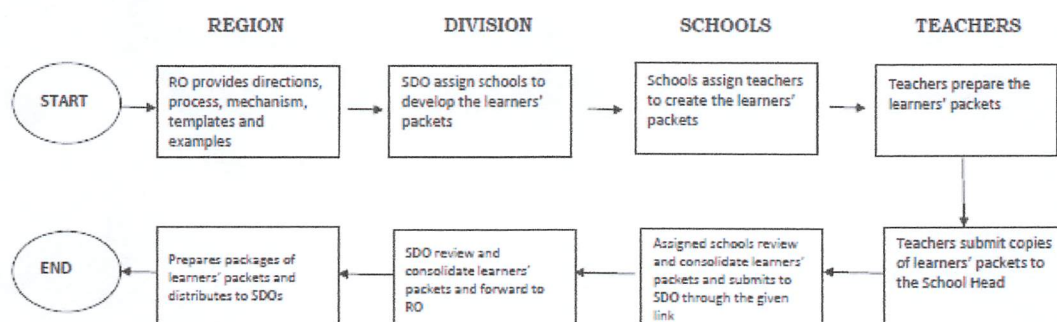 REGION
DIVISION
SCHOOLS
TEACHERS
START
RO provides directions,
process, mechanism,
templates and
examples
SDO assign schools to
develop the learners'
packets
Schools assign teachers
to create the learners'
packets
Teachers prepare the
learners' packets
END
Prepares packages of
learners' packets and
distributes to SDOs
SDO review and
consolidate learners'
packets and forward to
RO
Assigned schools review
and consolidate learners'
packets and submits to
SDO through the given
link
Teachers submit copies
of learners' packets to
the School Head